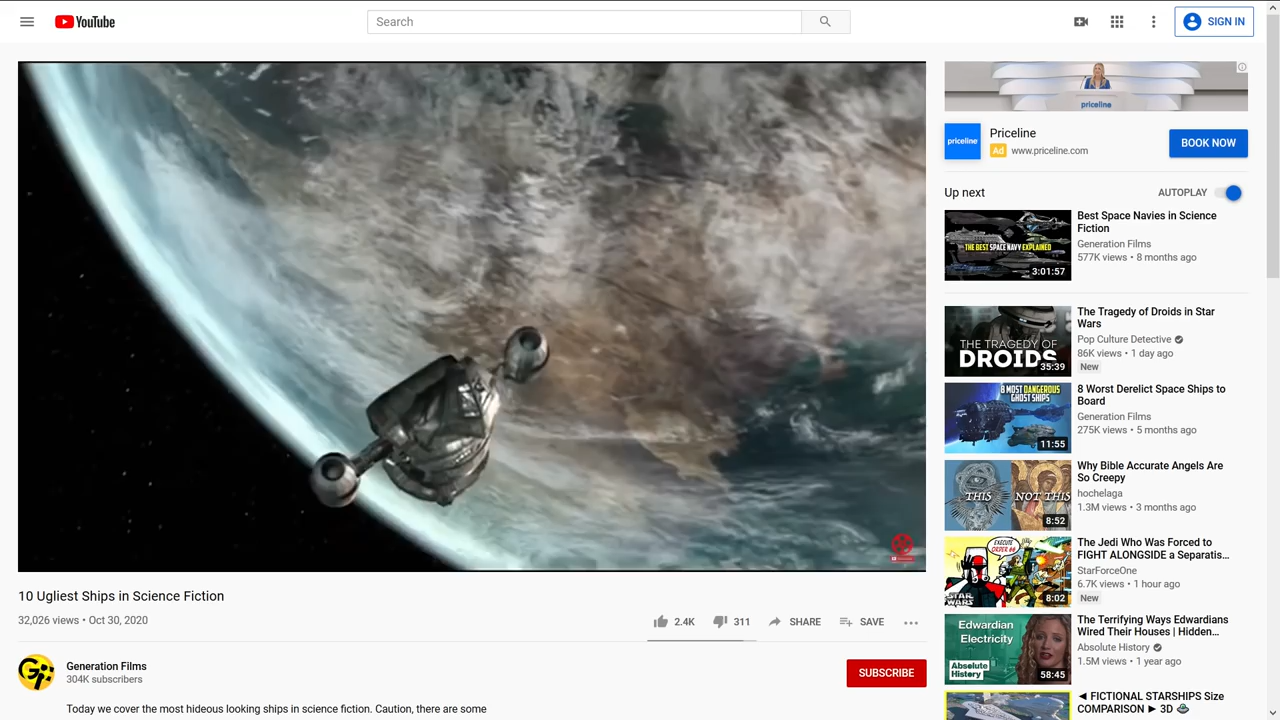 YouTube
Search
SIGN IN
priceline
priceline
Priceline
Ad www.priceline.com
BOOK NOW
Up next
AUTOPLAY
THE BEST SPACE NAVY EXPLAINED
3:01:57
Best Space Navies in Science
Fiction
Generation Films
577K views • 8 months ago
THE TRAGEDY OF
DROIDS
35:39
The Tragedy of Droids in Star
Wars
Pop Culture Detective
86K views • 1 day ago
New
8 MOST DANGEROUS
GHOST SHIPS
11:55
8 Worst Derelict Space Ships to
Board
Generation Films
275K views • 5 months ago
THIS NOT THIS
8:52
Why Bible Accurate Angels Are
So Creepy
hochelaga
1.3M views • 3 months ago
EXECUTE
ORDER 66
STAR
WARS
8:02
The Jedi Who Was Forced to
FIGHT ALONGSIDE a Separatis...
StarForceOne
6.7K views • 1 hour ago
New
Edwardian
Electricity
Absolute
History
58:45
The Terrifying Ways Edwardians
Wired Their Houses | Hidden...
Absolute History
1.5M views • 1 year ago
◄ FICTIONAL STARSHIPS Size
COMPARISON ► 3D
10 Ugliest Ships in Science Fiction
32,026 views • Oct 30, 2020
2.4K 311 SHARE SAVE
Generation Films
304K subscribers
SUBSCRIBE
Today we cover the most hideous looking ships in science fiction. Caution, there are some